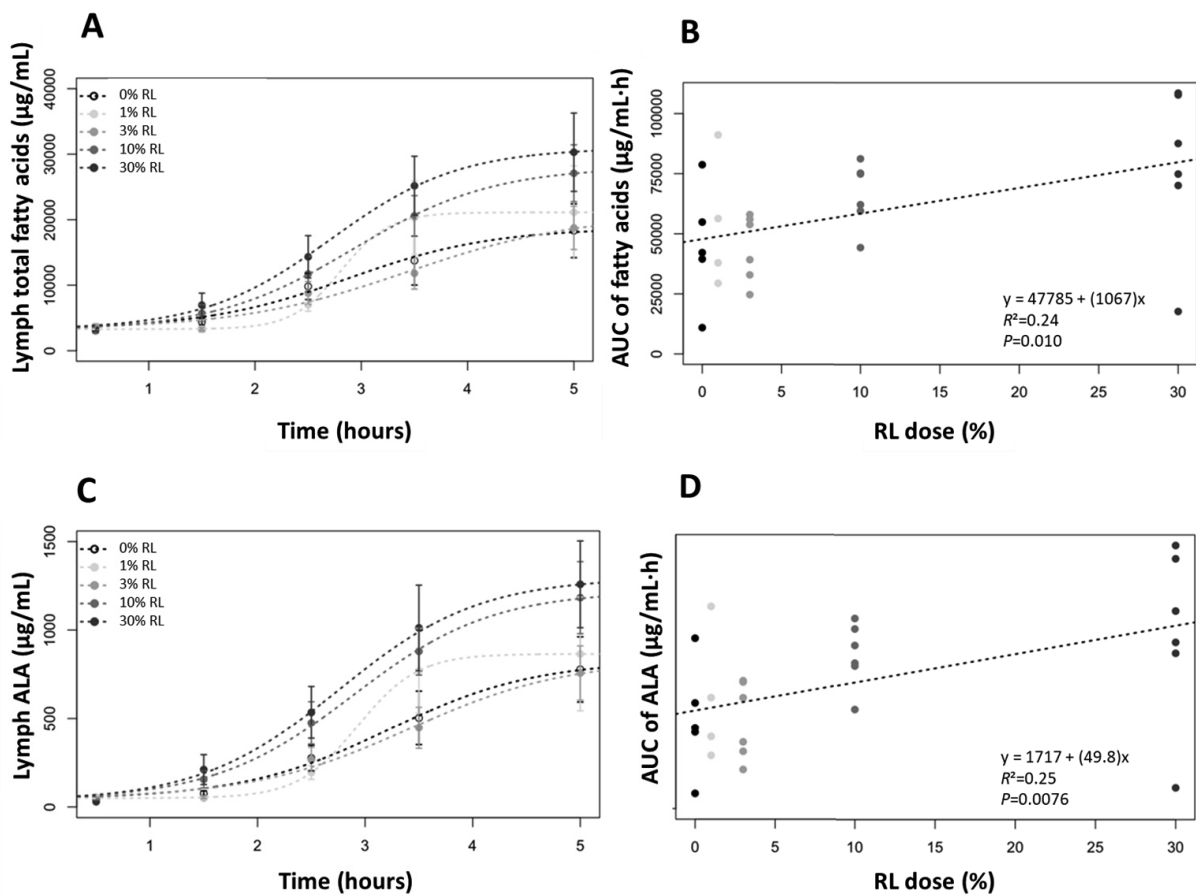 A
Lymph total fatty acids (µg/mL)
40000
30000
20000
10000
0
0% RL
1% RL
3% RL
10% RL
30% RL
1 2 3 4 5
Time (hours)
B
AUC of fatty acids (µg/mL·h)
100000
75000
50000
25000
0
y = 47785 + (1067)x
R²=0.24
P=0.010
0 5 10 15 20 25 30
RL dose (%)
C
Lymph ALA (µg/mL)
1500
1000
500
0
0% RL
1% RL
3% RL
10% RL
30% RL
1 2 3 4 5
Time (hours)
D
AUC of ALA (µg/mL·h)
y = 1717 + (49.8)x
R²=0.25
P=0.0076
0 5 10 15 20 25 30
RL dose (%)